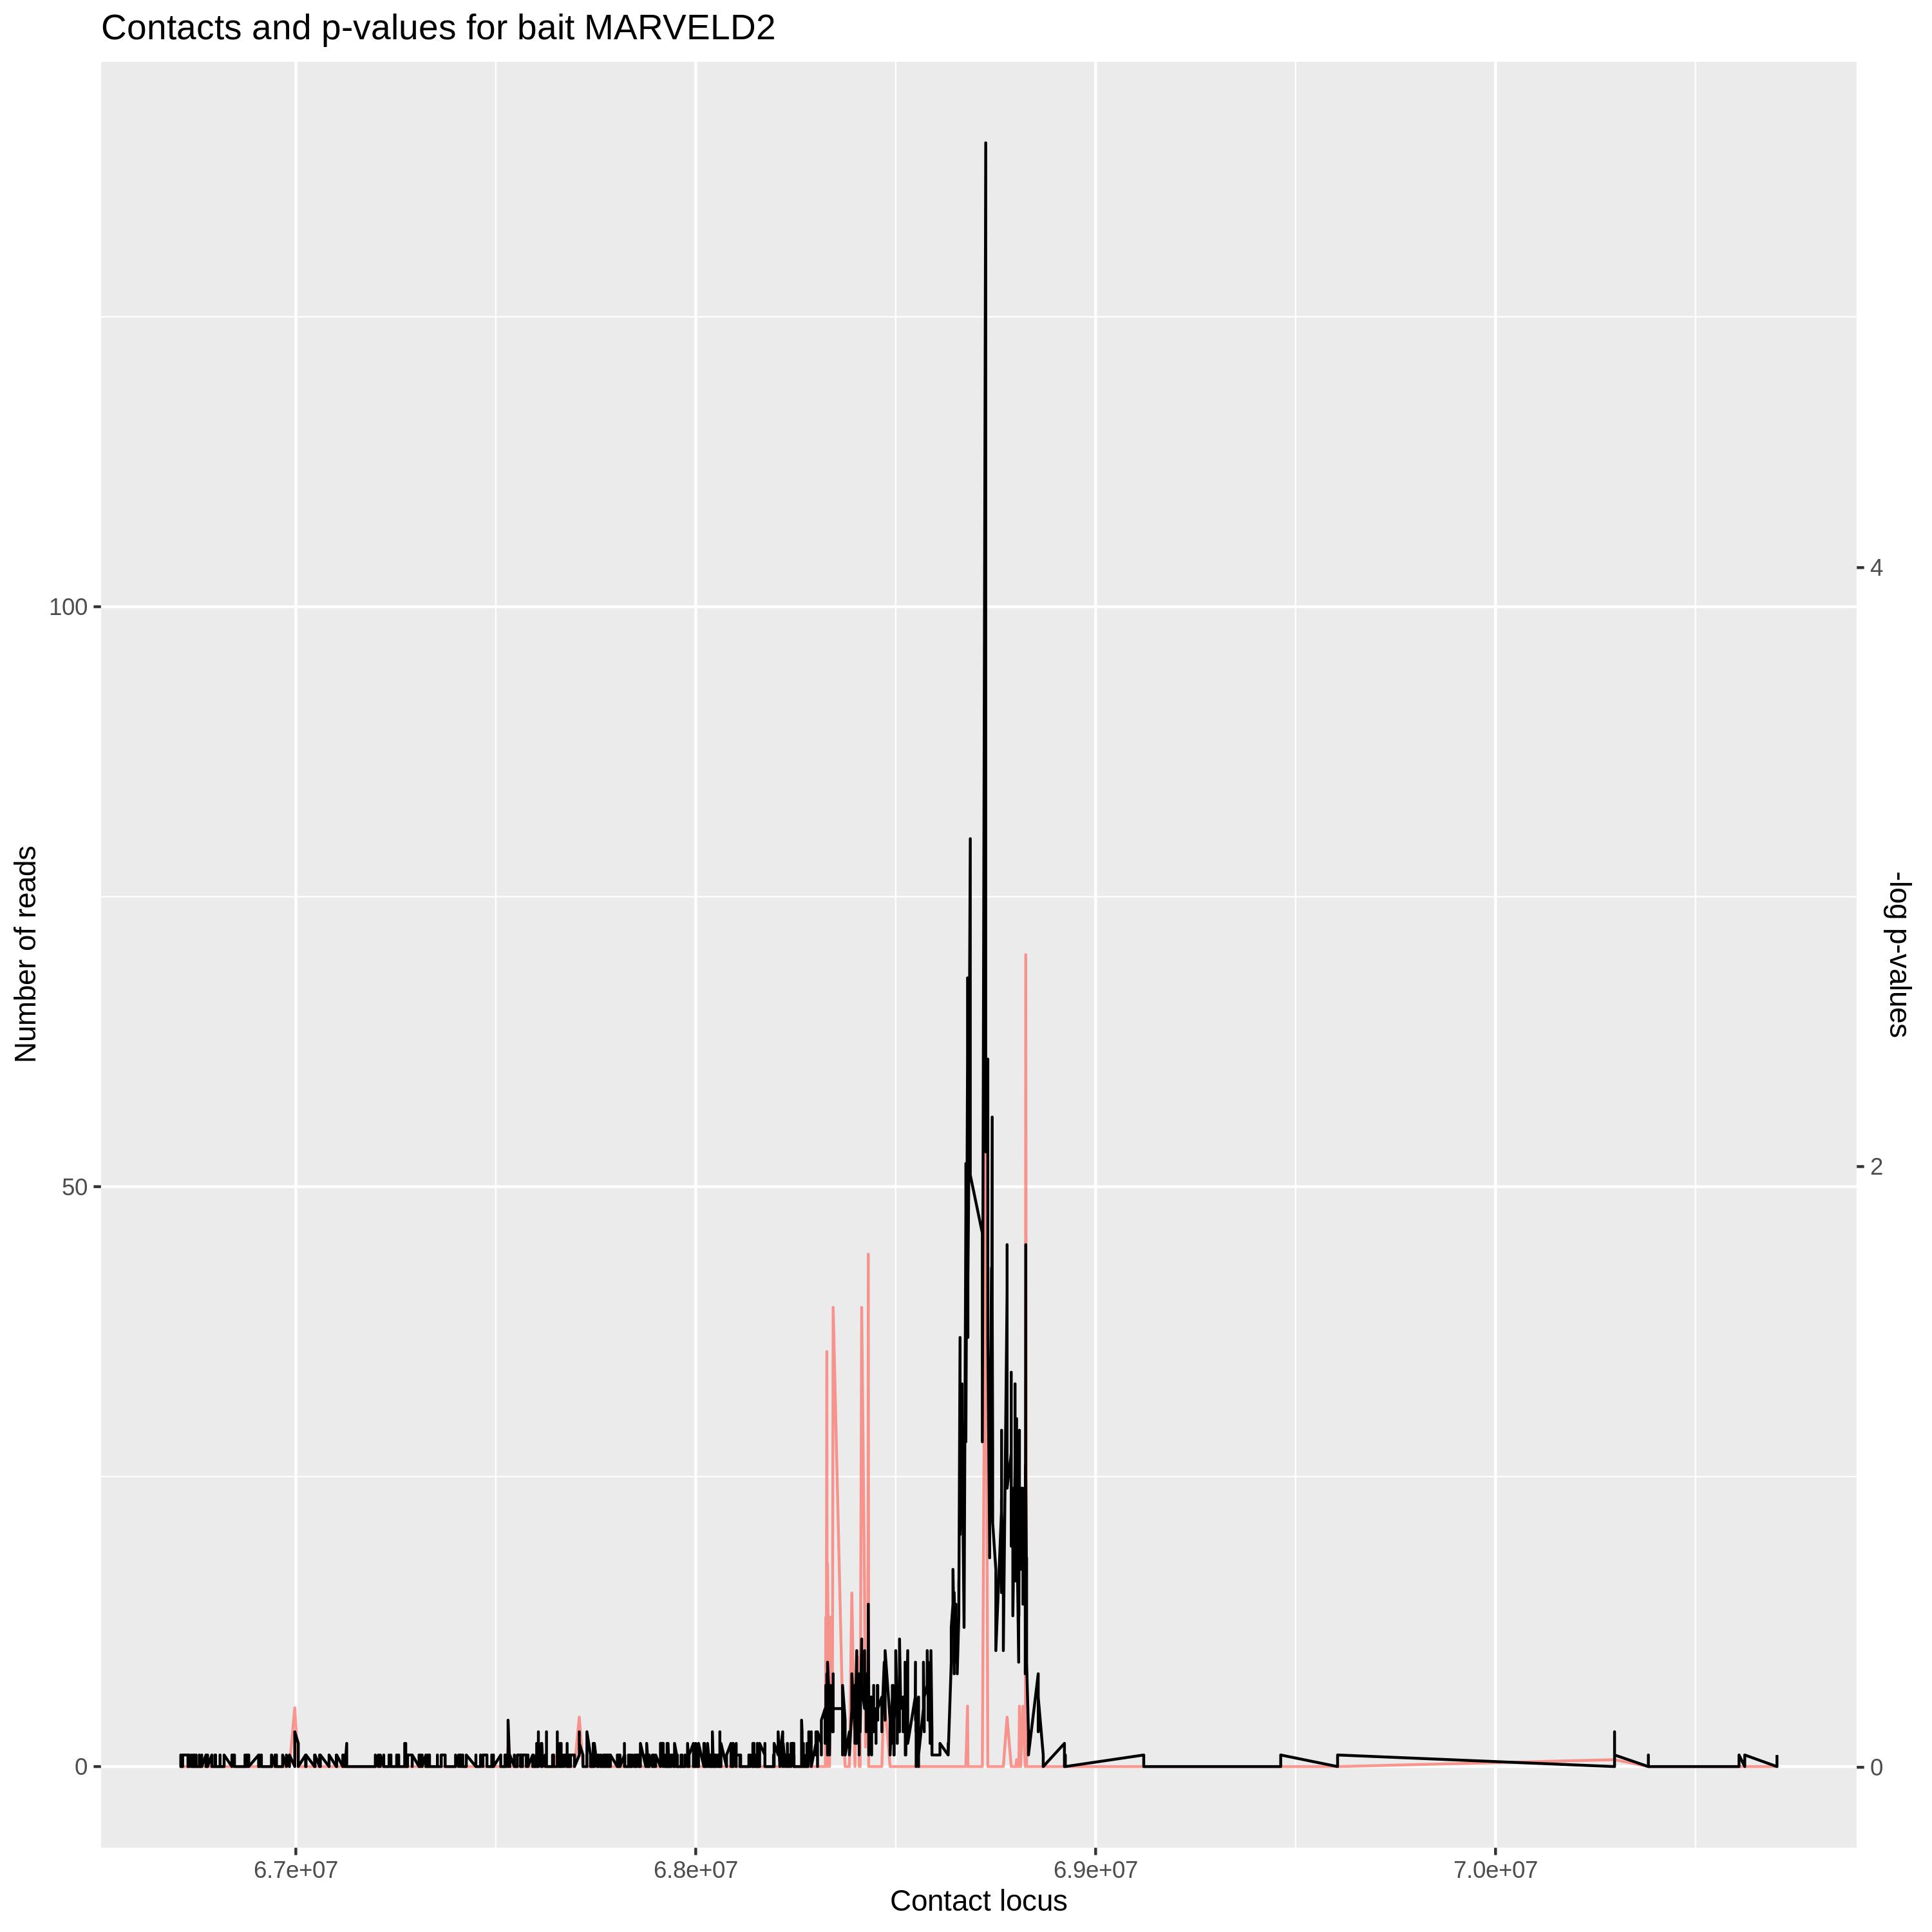 Contacts and p-values for bait MARVELD2
100
50
0
Number of reads
4
2
0
-log p-values
6.7e+07 6.8e+07 6.9e+07 7.0e+07
Contact locus